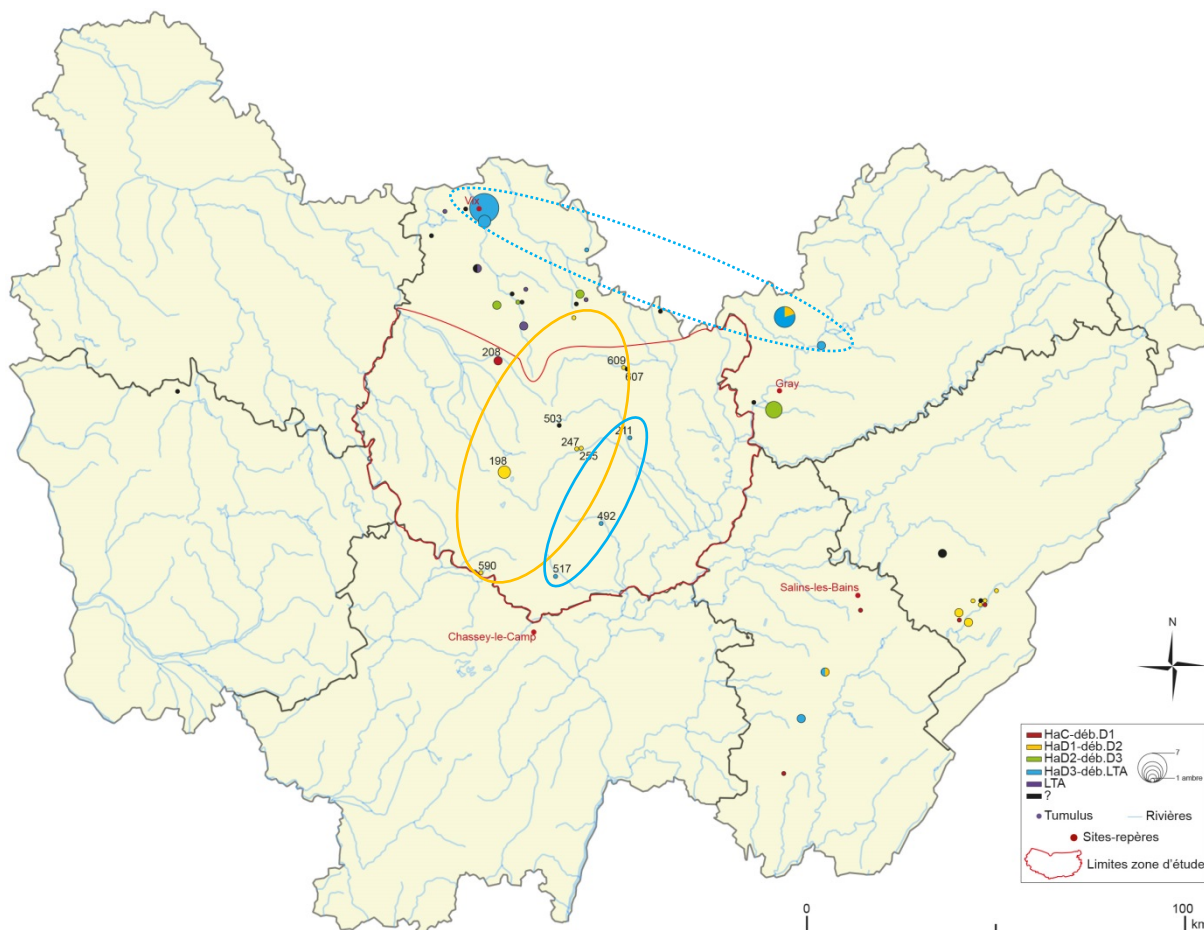 Vix
208
609
607
Gray
503
211
247
255
198
492
590
517
Salins-les-Bains
Chassey-le-Camp
N
HaC-déb.D1
HaD1-déb.D2
HaD2-déb.D3
HaD3-déb.LTA
LTA
?
7
1 ambre
Tumulus
Rivières
Sites-repères
Limites zone d'étude
0
100
km